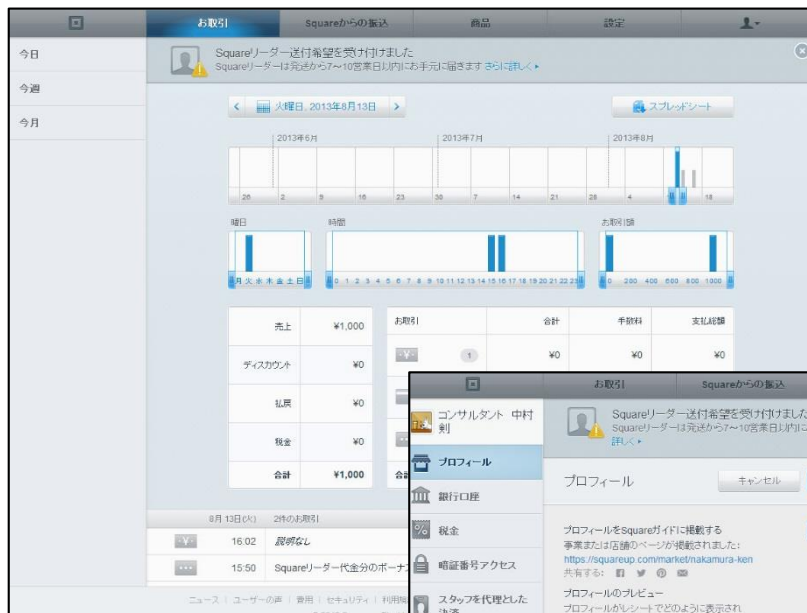 お取引
Squareからの振込
商品
設定
今日
今週
今月
Squareリーダー送付希望を受け付けました
Squareリーダーは発送から7〜10営業日以内にお手元に届きます さらに詳しく ▸
火曜日, 2013年8月13日
スプレッドシート
2013年6月
2013年7月
2013年8月
26 2 9 16 23 30 7 14 21 28 4 18
曜日
時間
お取引額
月 火 水 木 金 土 日
0 1 2 3 4 5 6 7 8 9 10 11 12 13 14 15 16 17 18 19 20 21 22 23
0 200 400 600 800 1000
売上 ¥1,000
ディスカウント ¥0
払戻 ¥0
税金 ¥0
合計 ¥1,000
お取引 合計 手数料 支払総額
1 ¥0 ¥0 ¥0
8月 13日(火) 2件のお取引
16:02 説明なし
15:50 Squareリーダー代金分のボーナス
ニュース | ユーザーの声 | 費用 | セキュリティ |
お取引
Squareからの振込
コンサルタント 中村
剣
プロフィール
銀行口座
税金
暗証番号アクセス
スタッフを代理とした
決済
Squareリーダー送付希望を受け付けました
Squareリーダーは発送から7〜10営業日以内に
詳しく ▸
プロフィール
キャンセル
プロフィールをSquareガイドに掲載する
事業または店舗のページが掲載されました:
https://squareup.com/market/nakamura-ken
共有する:
プロフィールのプレビュー
プロフィールがレシートでどのように表示され